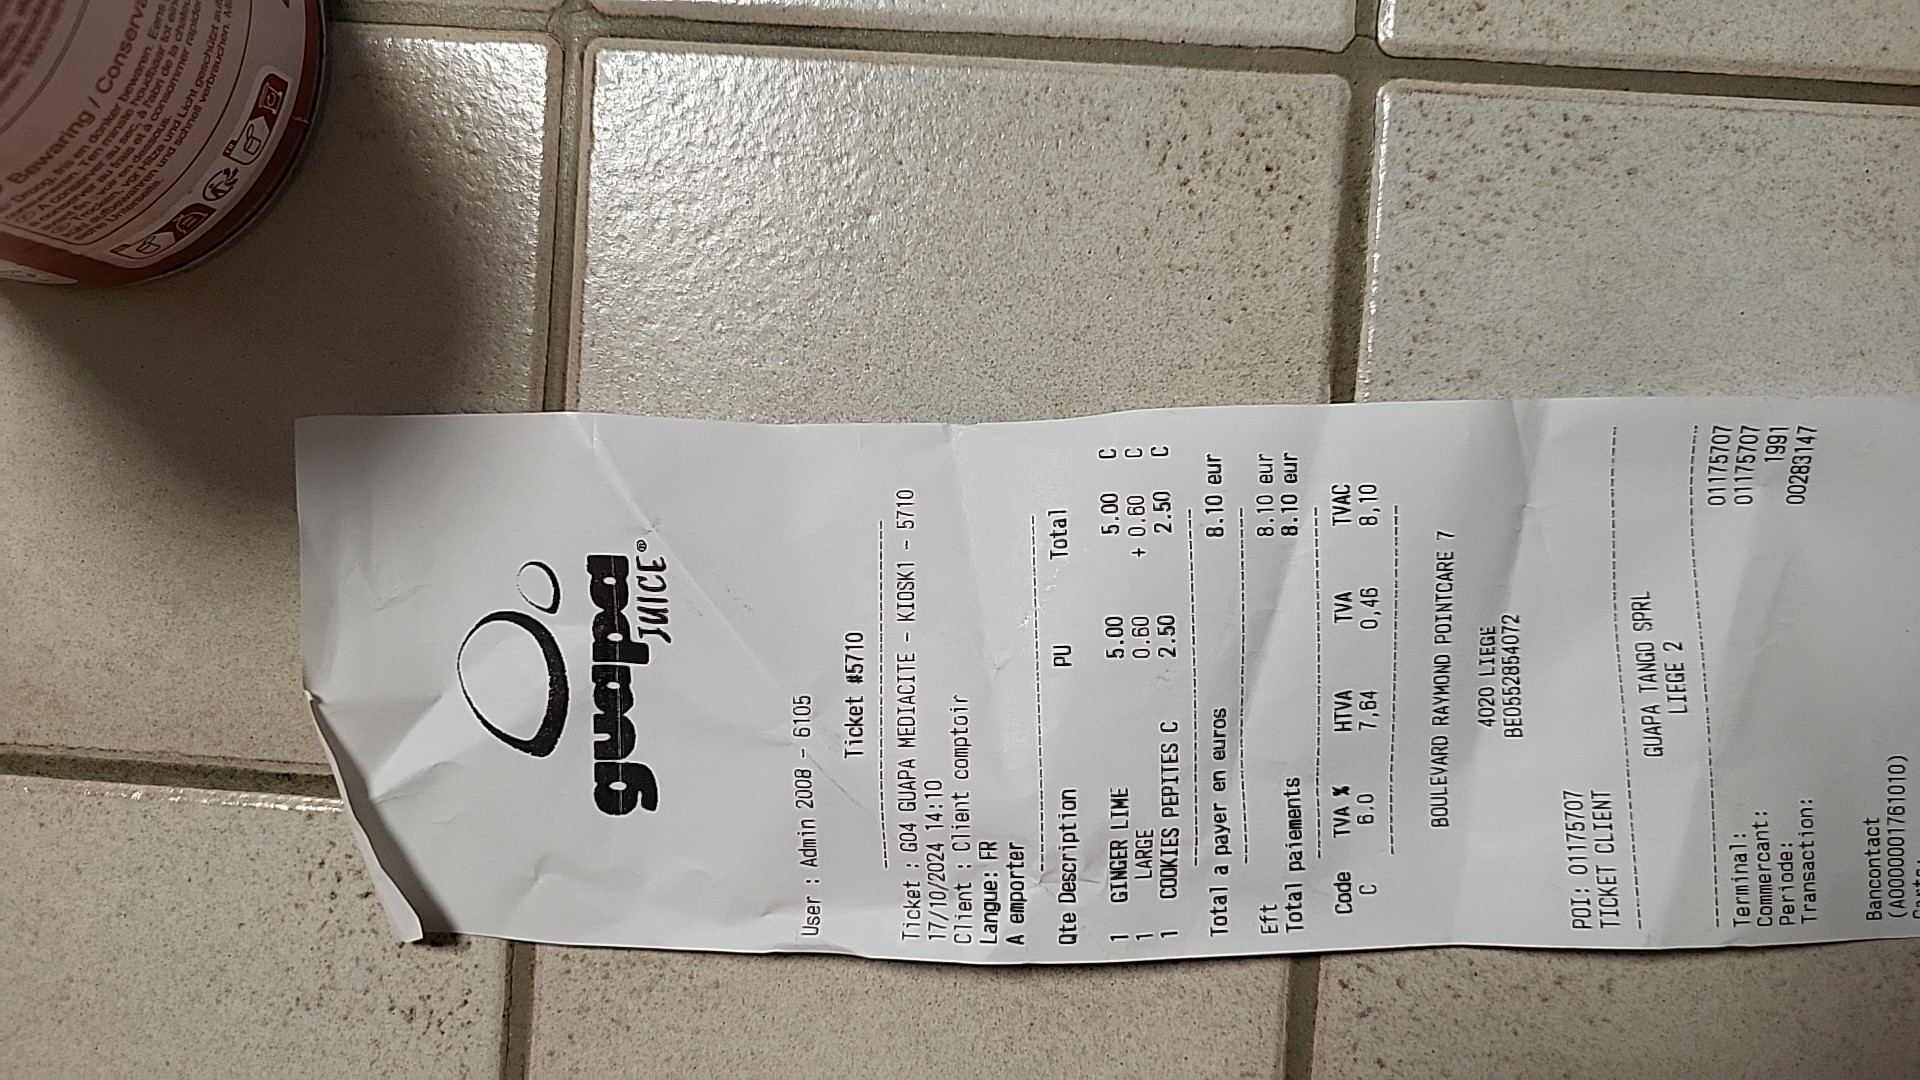 guapa
JUICE®
User : Admin 2008 - 6105
Ticket #5710
Ticket : GO4 GUAPA MEDIACITE - KIOSK1 - 5710
17/10/2024 14:10
Client : Client comptoir
Langue: FR
A emporter
Qte Description PU Total
1 GINGER LIME 5.00 5.00 C
1 LARGE 0.60 + 0.60 C
1 COOKIES PEPITES C 2.50 2.50 C
Total a payer en euros 8.10 eur
Eft 8.10 eur
Total paiements 8.10 eur
Code TVA % HTVA TVA TVAC
C 6.0 7,64 0,46 8,10
BOULEVARD RAYMOND POINTCARE 7
4020 LIEGE
BE0552854072
POI: 01175707
TICKET CLIENT
GUAPA TANGO SPRL
LIEGE 2
Terminal: 01175707
Commercant: 01175707
Periode: 1991
Transaction: 00283147
Bancontact
(A0000001761010)
Bewaring / Conserva